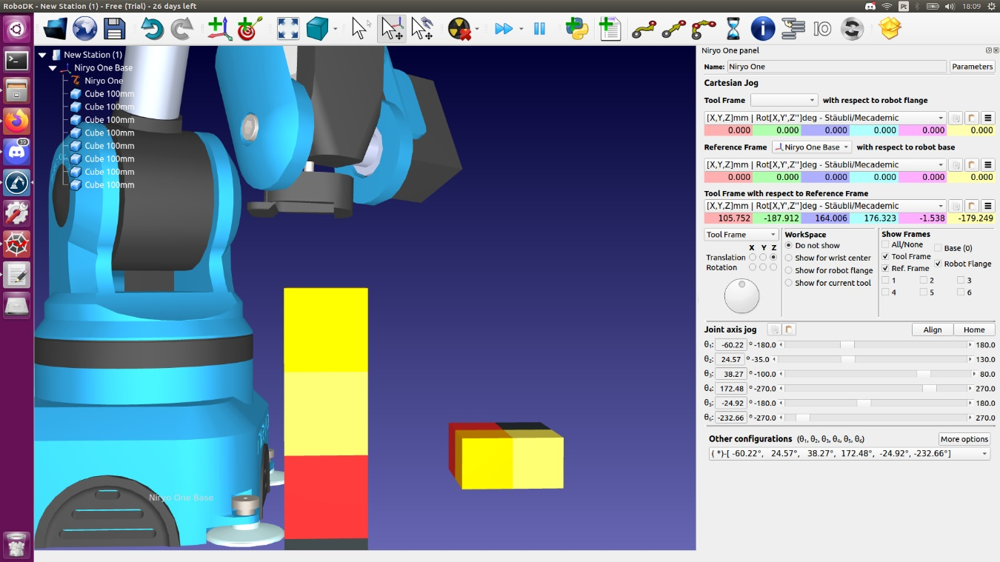 RoboDK - New Station (1) - Free (Trial) - 26 days left
Pt
18:09
IO
39
New Station (1)
Niryo One Base
Niryo One
Cube 100mm
Cube 100mm
Cube 100mm
Cube 100mm
Cube 100mm
Cube 100mm
Cube 100mm
Cube 100mm
Niryo One Base
Niryo One panel
Name: Niryo One Parameters
Cartesian Jog
Tool Frame with respect to robot flange
[X,Y,Z]mm | Rot[X,Y',Z'']deg - Stäubli/Mecademic
0.000 0.000 0.000 0.000 0.000 0.000
Reference Frame Niryo One Base with respect to robot base
[X,Y,Z]mm | Rot[X,Y',Z'']deg - Stäubli/Mecademic
0.000 0.000 0.000 0.000 0.000 0.000
Tool Frame with respect to Reference Frame
[X,Y,Z]mm | Rot[X,Y',Z'']deg - Stäubli/Mecademic
105.752 -187.912 164.006 176.323 -1.538 -179.249
Tool Frame
X Y Z
Translation
Rotation
WorkSpace
Do not show
Show for wrist center
Show for robot flange
Show for current tool
Show Frames
All/None Base (0)
Tool Frame
Ref. Frame Robot Flange
1 2 3
4 5 6
Joint axis jog Align Home
θ₁: -60.22 º -180.0 180.0
θ₂: 24.57 º -35.0 130.0
θ₃: 38.27 º -100.0 80.0
θ₄: 172.48 º -270.0 270.0
θ₅: -24.92 º -180.0 180.0
θ₆: -232.66 º -270.0 270.0
Other configurations (θ₁, θ₂, θ₃, θ₄, θ₅, θ₆) More options
( *)-[ -60.22°, 24.57°, 38.27°, 172.48°, -24.92°, -232.66°]